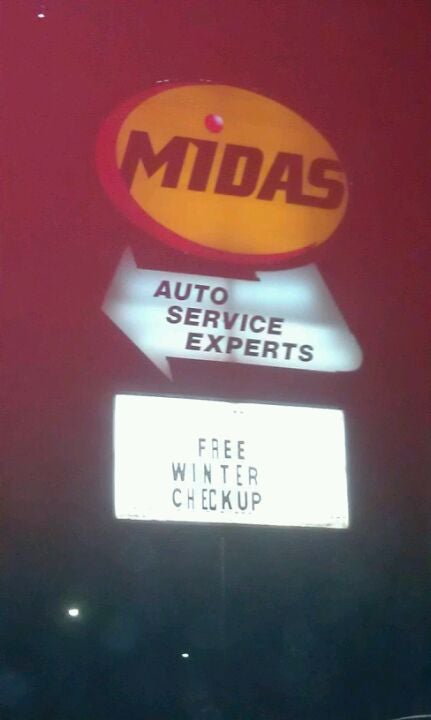 MIDAS
AUTO
SERVICE
EXPERTS
FREE
WINTER
CHECKUP